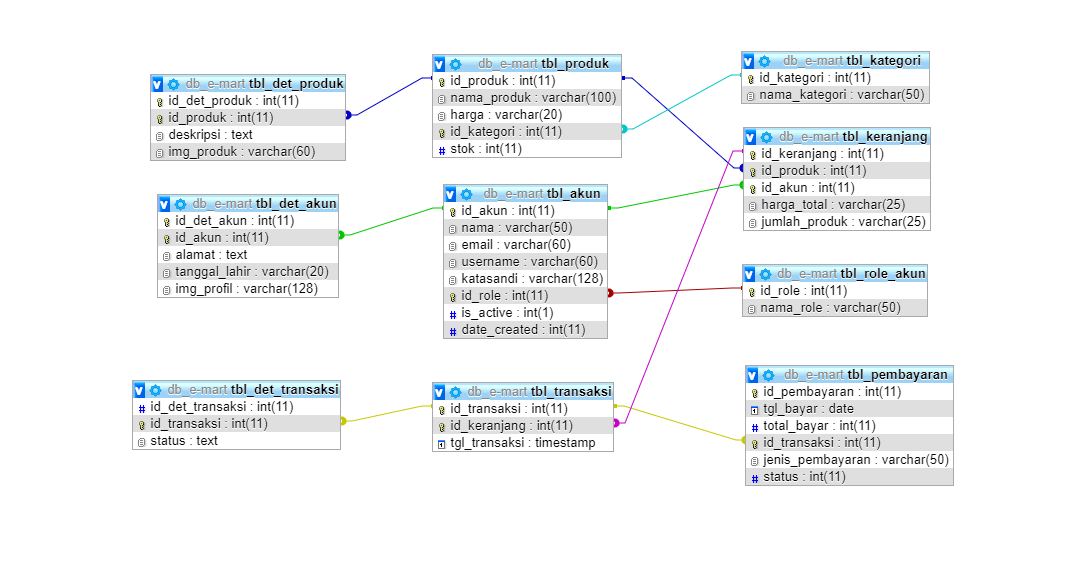 db_e-mart tbl_det_produk
id_det_produk : int(11)
id_produk : int(11)
deskripsi : text
img_produk : varchar(60)
db_e-mart tbl_produk
id_produk : int(11)
nama_produk : varchar(100)
harga : varchar(20)
id_kategori : int(11)
stok : int(11)
db_e-mart tbl_kategori
id_kategori : int(11)
nama_kategori : varchar(50)
db_e-mart tbl_keranjang
id_keranjang : int(11)
id_produk : int(11)
id_akun : int(11)
harga_total : varchar(25)
jumlah_produk : varchar(25)
db_e-mart tbl_det_akun
id_det_akun : int(11)
id_akun : int(11)
alamat : text
tanggal_lahir : varchar(20)
img_profil : varchar(128)
db_e-mart tbl_akun
id_akun : int(11)
nama : varchar(50)
email : varchar(60)
username : varchar(60)
katasandi : varchar(128)
id_role : int(11)
is_active : int(1)
date_created : int(11)
db_e-mart tbl_role_akun
id_role : int(11)
nama_role : varchar(50)
db_e-mart tbl_det_transaksi
id_det_transaksi : int(11)
id_transaksi : int(11)
status : text
db_e-mart tbl_transaksi
id_transaksi : int(11)
id_keranjang : int(11)
tgl_transaksi : timestamp
db_e-mart tbl_pembayaran
id_pembayaran : int(11)
tgl_bayar : date
total_bayar : int(11)
id_transaksi : int(11)
jenis_pembayaran : varchar(50)
status : int(11)